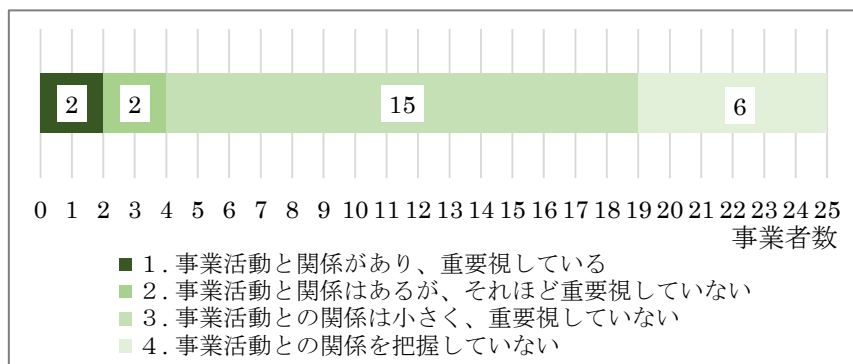 2 2 15 6
0 1 2 3 4 5 6 7 8 9 10 11 12 13 14 15 16 17 18 19 20 21 22 23 24 25
事業者数
１. 事業活動と関係があり、重要視している
２. 事業活動と関係はあるが、それほど重要視していない
３. 事業活動との関係は小さく、重要視していない
４. 事業活動との関係を把握していない